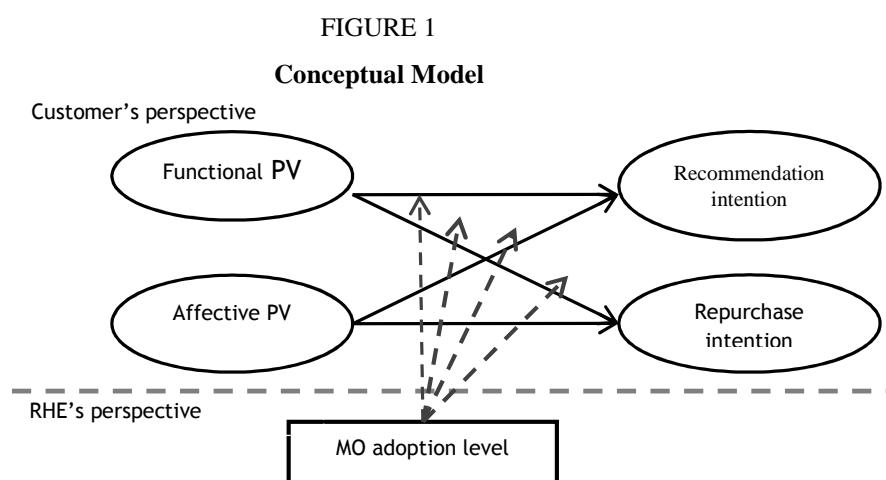 FIGURE 1
Conceptual Model
Customer's perspective
Functional PV
Recommendation
intention
Affective PV
Repurchase
intention
RHE's perspective
MO adoption level